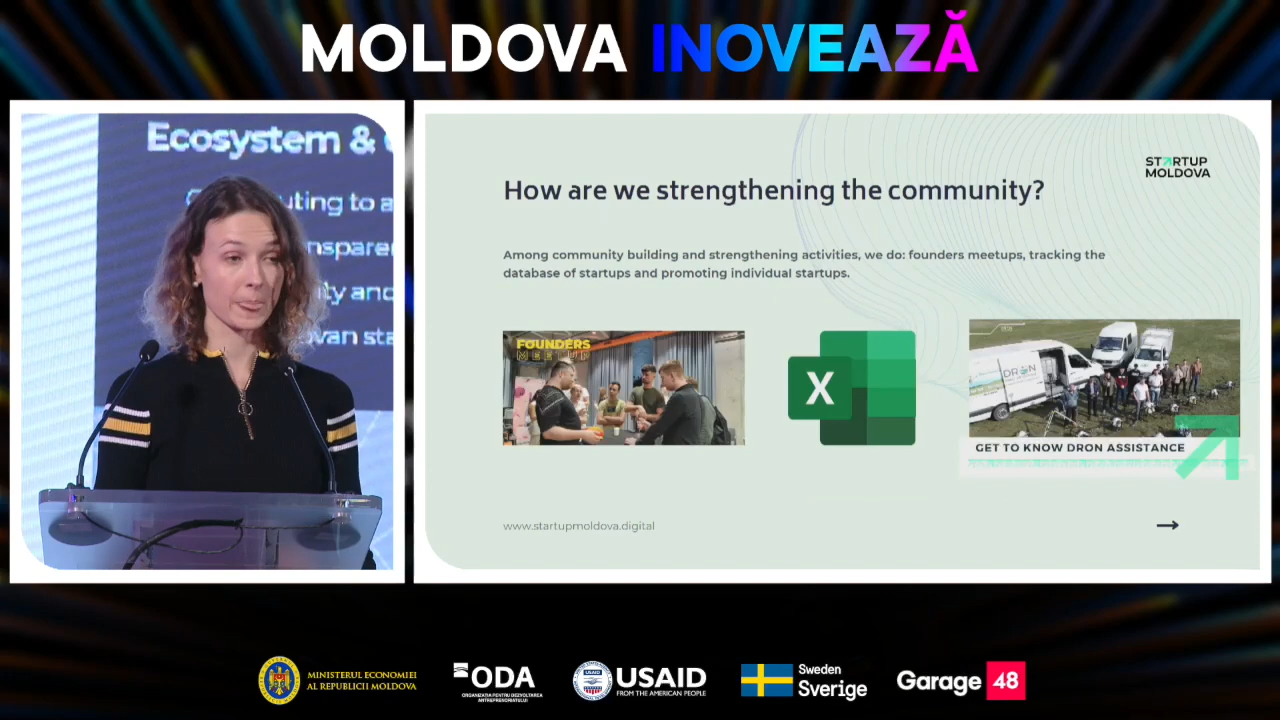 MOLDOVA INOVEAZĂ
Ecosystem &
uting to a
nsparen
ity and
ovan sta
STARTUP
MOLDOVA
How are we strengthening the community?
Among community building and strengthening activities, we do: founders meetups, tracking the
database of startups and promoting individual startups.
FOUNDERS
MEETUP
X
DRON
GET TO KNOW DRON ASSISTANCE
www.startupmoldova.digital
MINISTERUL ECONOMIEI
AL REPUBLICII MOLDOVA
ODA
ORGANIZAȚIA PENTRU DEZVOLTAREA
ANTREPRENORIATULUI
USAID
USAID
FROM THE AMERICAN PEOPLE
Sweden
Sverige
Garage 48